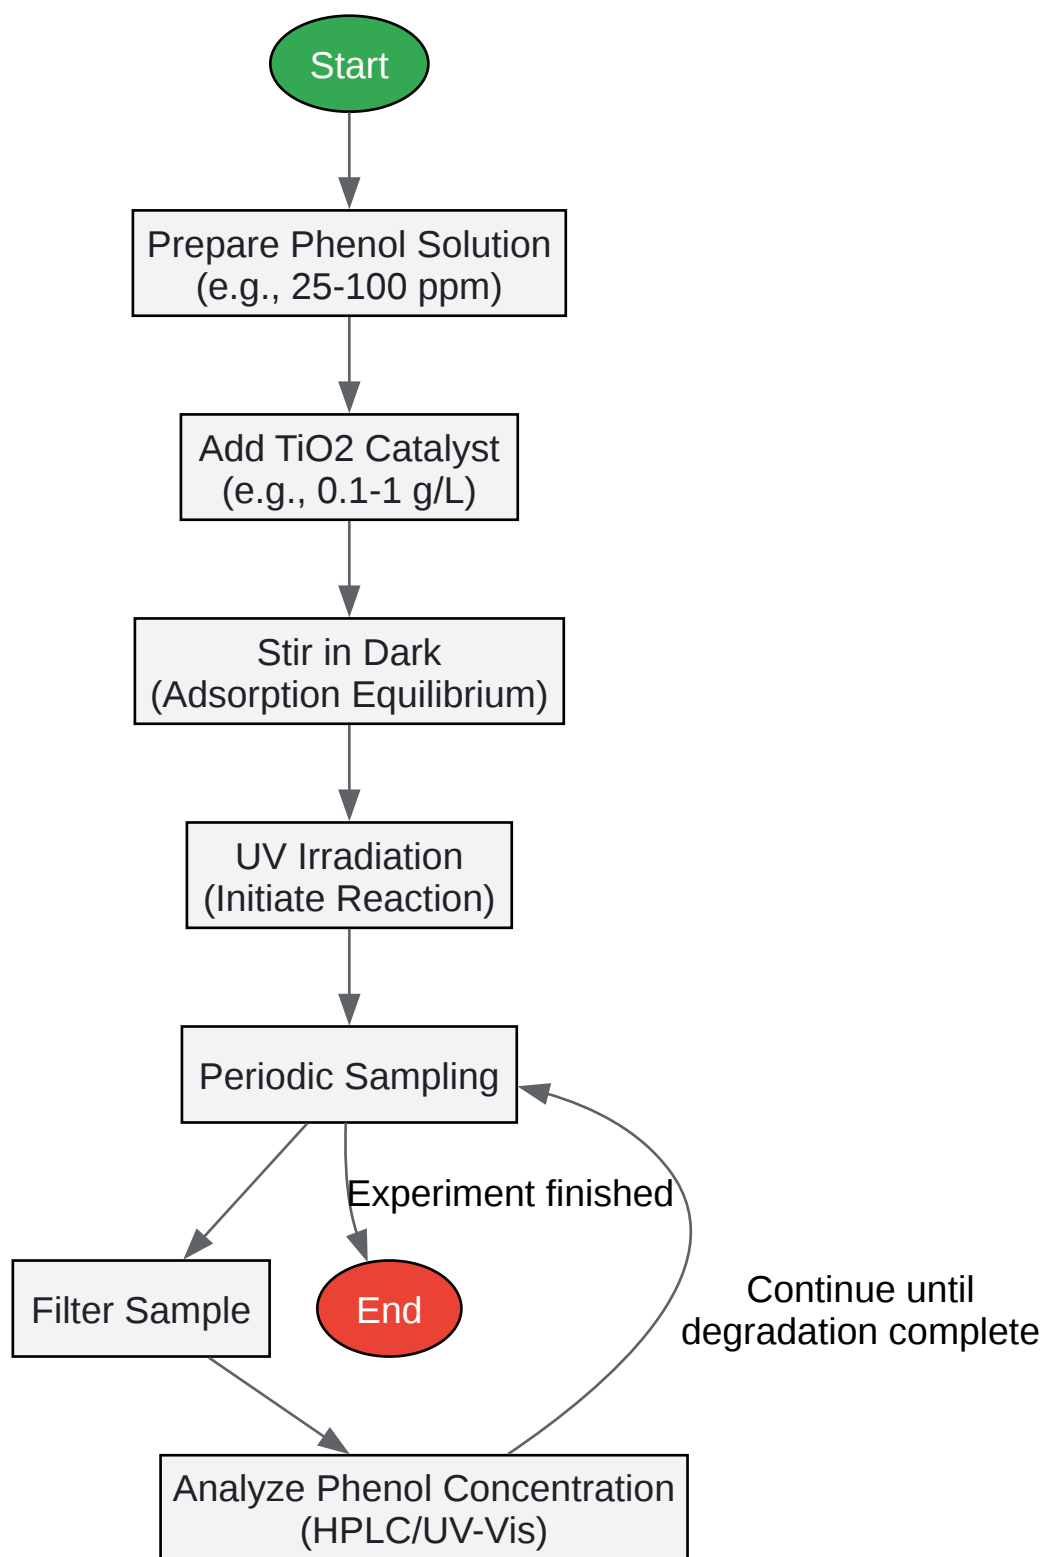 Start
Prepare Phenol Solution
(e.g., 25-100 ppm)
Add TiO2 Catalyst
(e.g., 0.1-1 g/L)
Stir in Dark
(Adsorption Equilibrium)
UV Irradiation
(Initiate Reaction)
Periodic Sampling
Experiment finished
Filter Sample
End
Continue until
degradation complete
Analyze Phenol Concentration
(HPLC/UV-Vis)